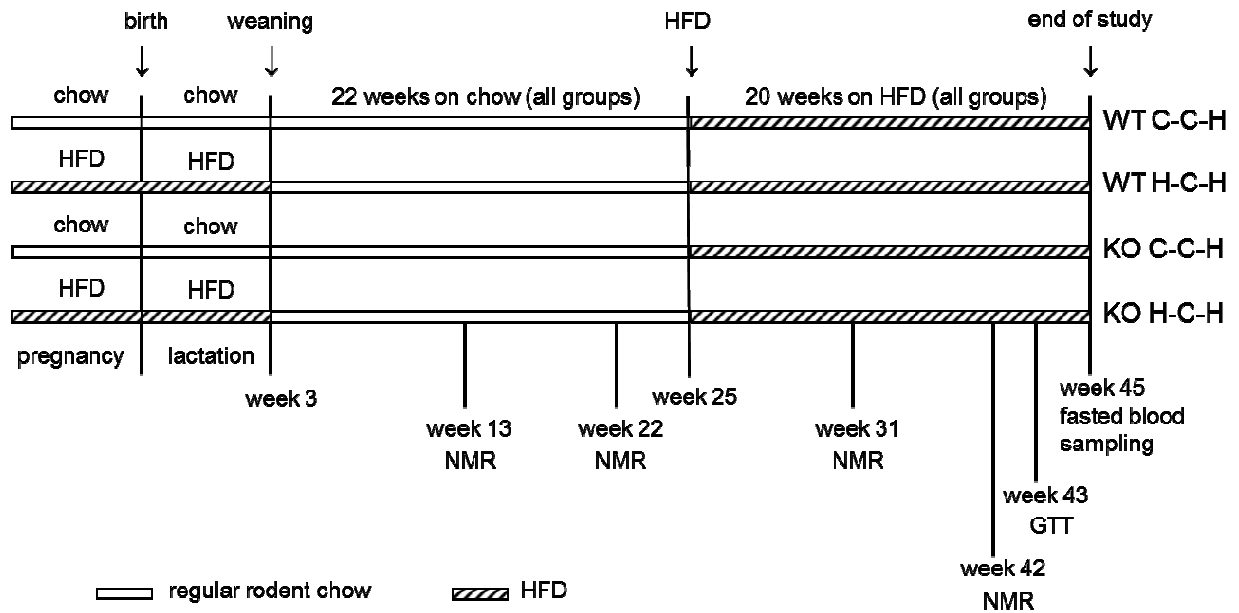 birth weaning HFD end of study
chow chow 22 weeks on chow (all groups) 20 weeks on HFD (all groups)
WT C-C-H
HFD HFD
WT H-C-H
chow chow
KO C-C-H
HFD HFD
KO H-C-H
pregnancy lactation
week 3
week 13
NMR
week 22
NMR
week 25
week 31
NMR
week 42
NMR
week 43
GTT
week 45
fasted blood
sampling
regular rodent chow HFD